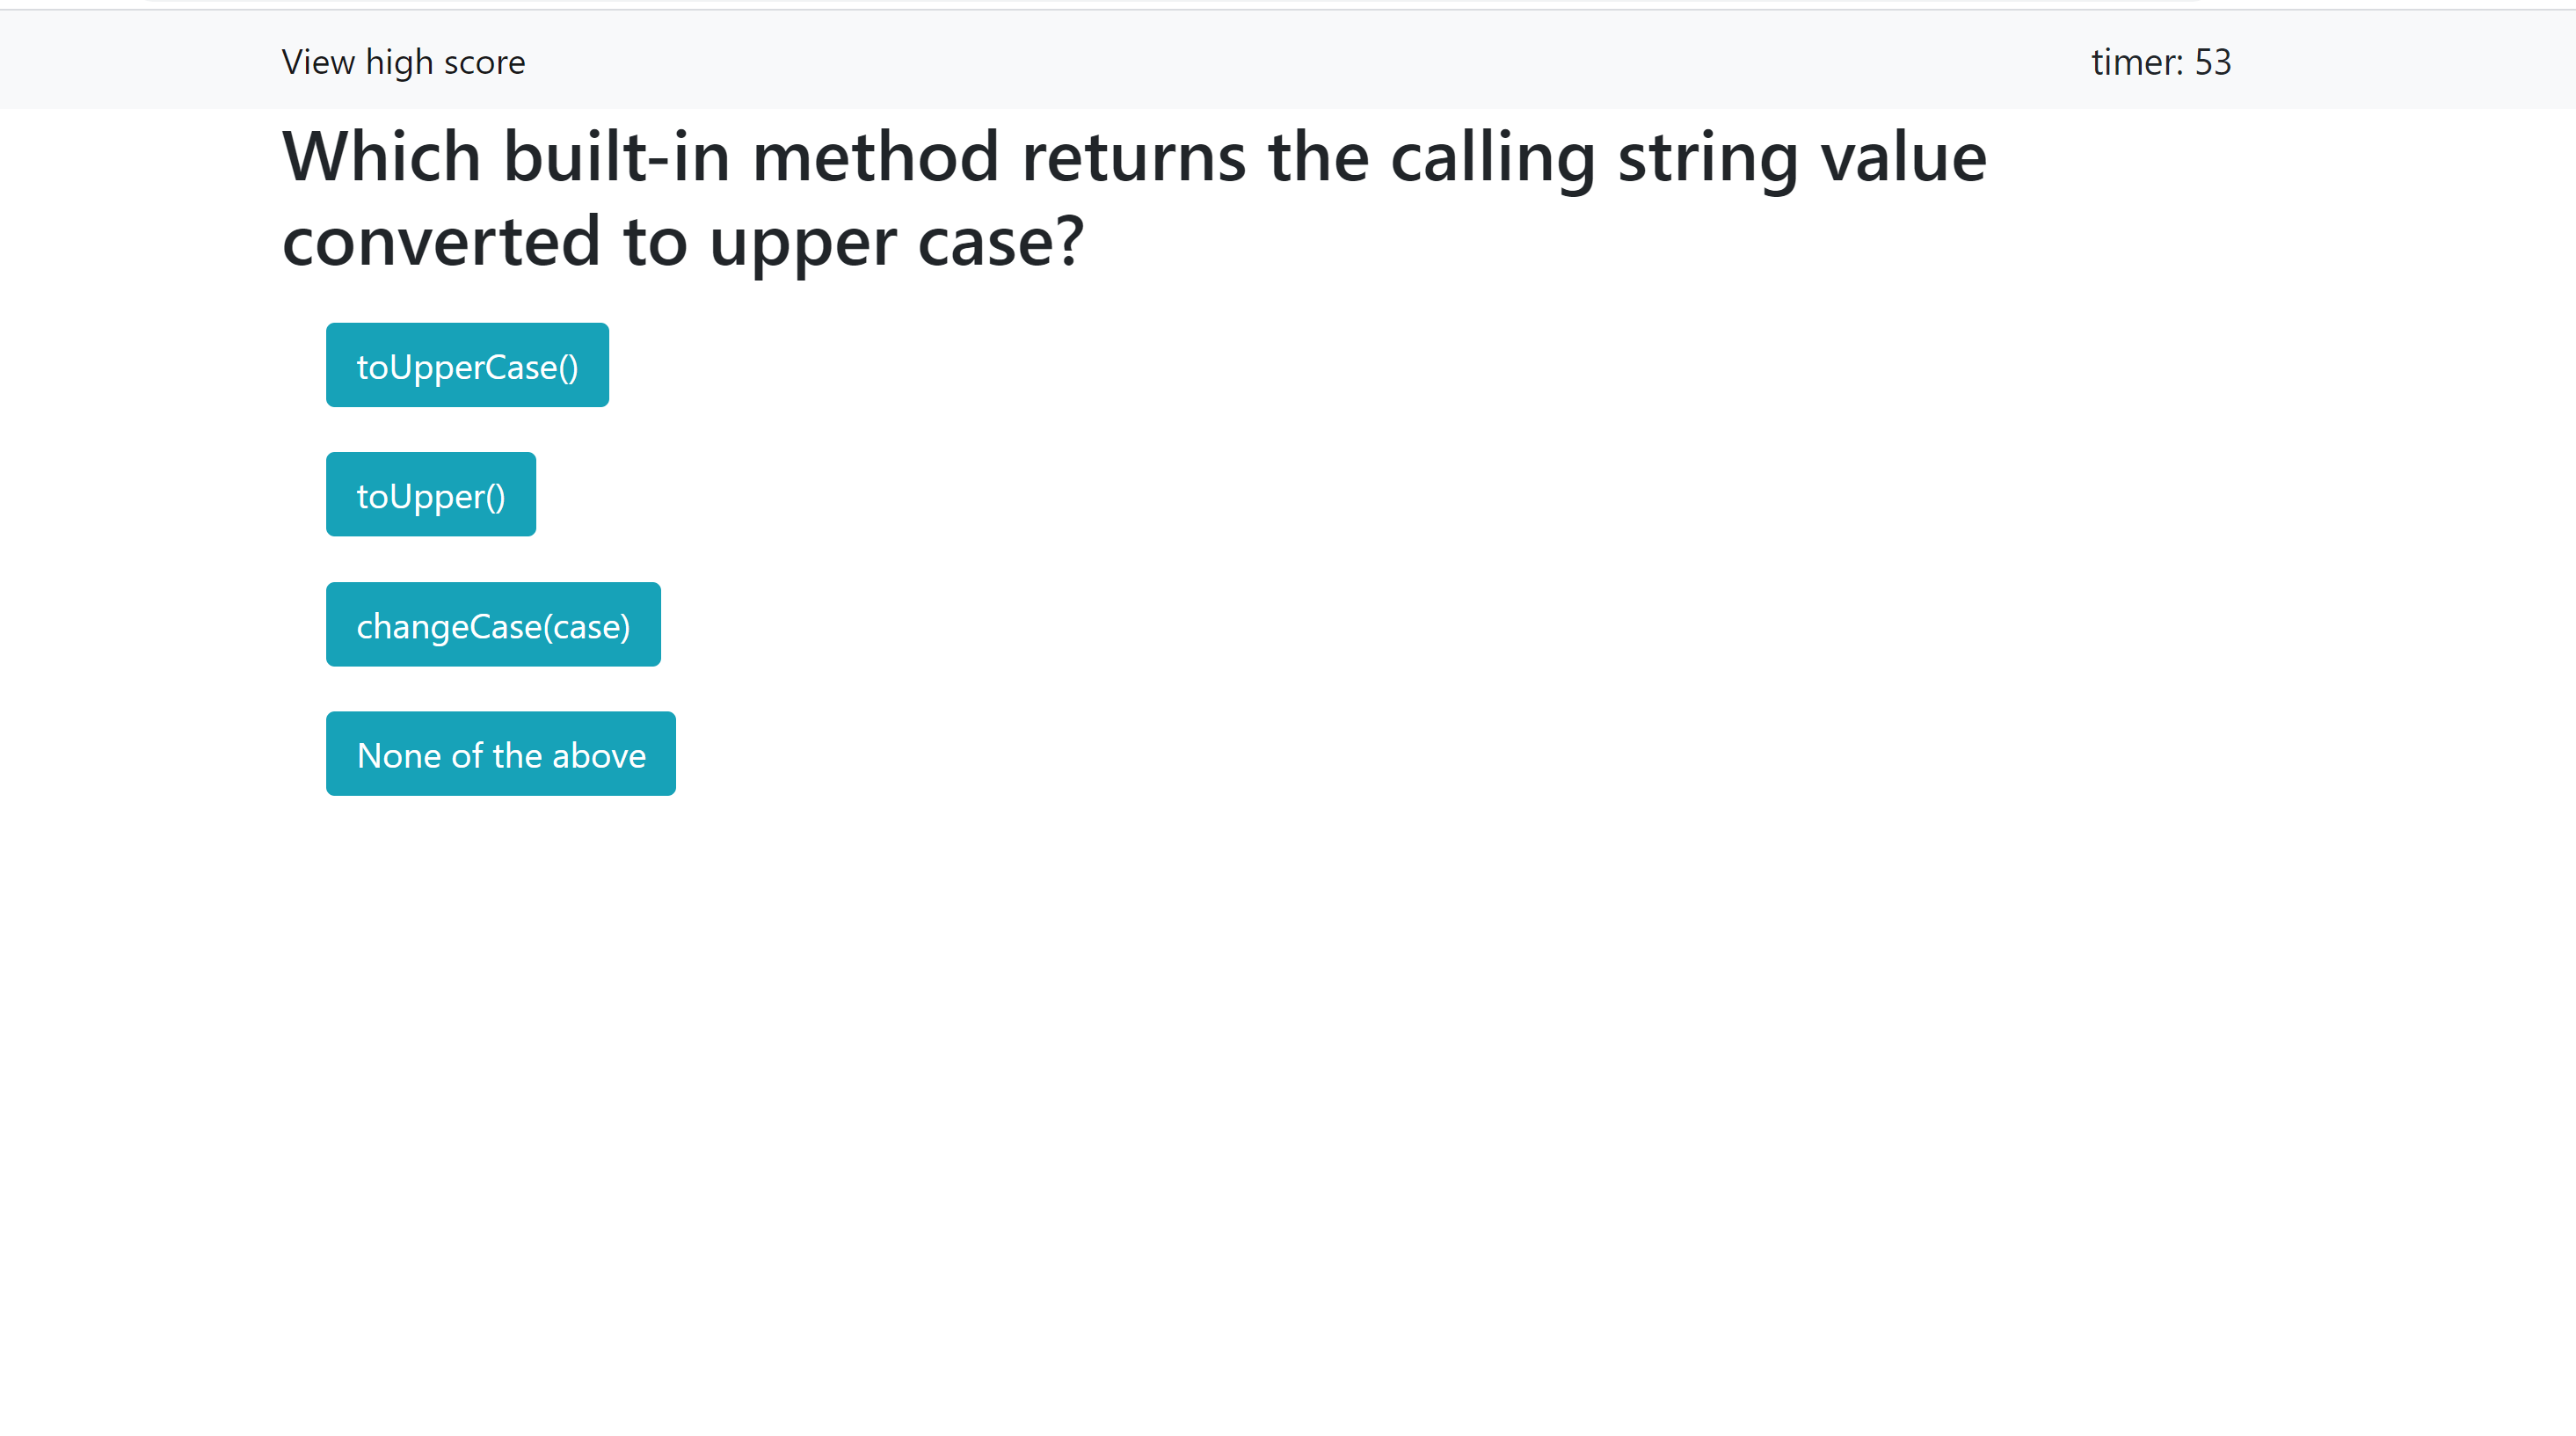 View high score
timer: 53
Which built-in method returns the calling string value
converted to upper case?
toUpperCase()
toUpper()
changeCase(case)
None of the above